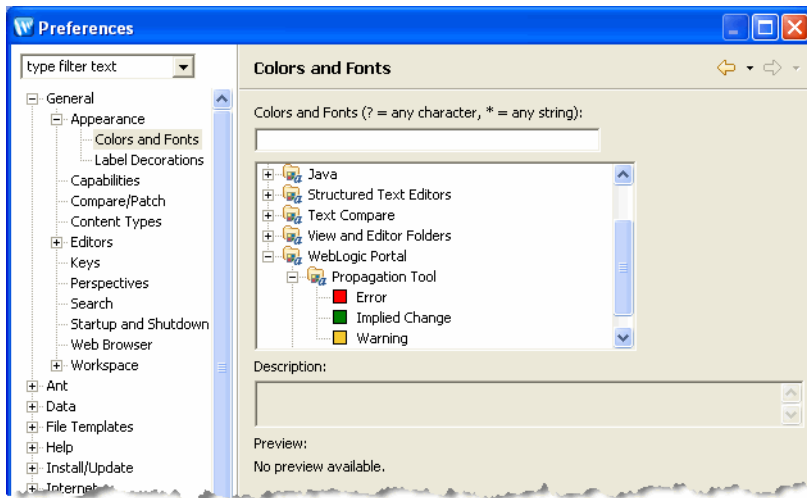 Preferences
type filter text
General
Appearance
Colors and Fonts
Label Decorations
Capabilities
Compare/Patch
Content Types
Editors
Keys
Perspectives
Search
Startup and Shutdown
Web Browser
Workspace
Ant
Data
File Templates
Help
Install/Update
Internet
Colors and Fonts
Colors and Fonts (? = any character, * = any string):
Java
Structured Text Editors
Text Compare
View and Editor Folders
WebLogic Portal
Propagation Tool
Error
Implied Change
Warning
Description:
Preview:
No preview available.